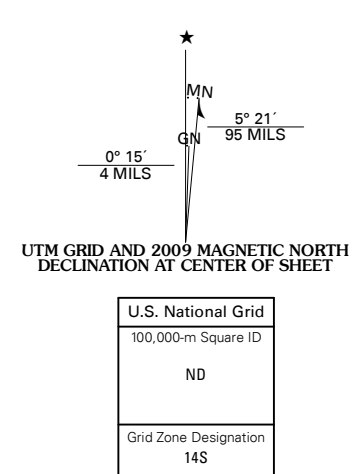 ★
MN
GN
5° 21´
95 MILS
0° 15´
4 MILS
UTM GRID AND 2009 MAGNETIC NORTH
DECLINATION AT CENTER OF SHEET
U.S. National Grid
100,000-m Square ID
ND
Grid Zone Designation
14S